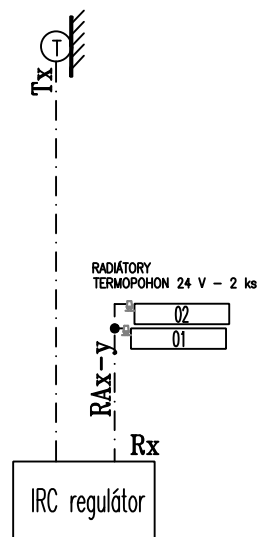 T
Tx
RADIÁTORY
TERMOPOHON 24 V - 2 ks
02
01
RAx-y
Rx
IRC regulátor